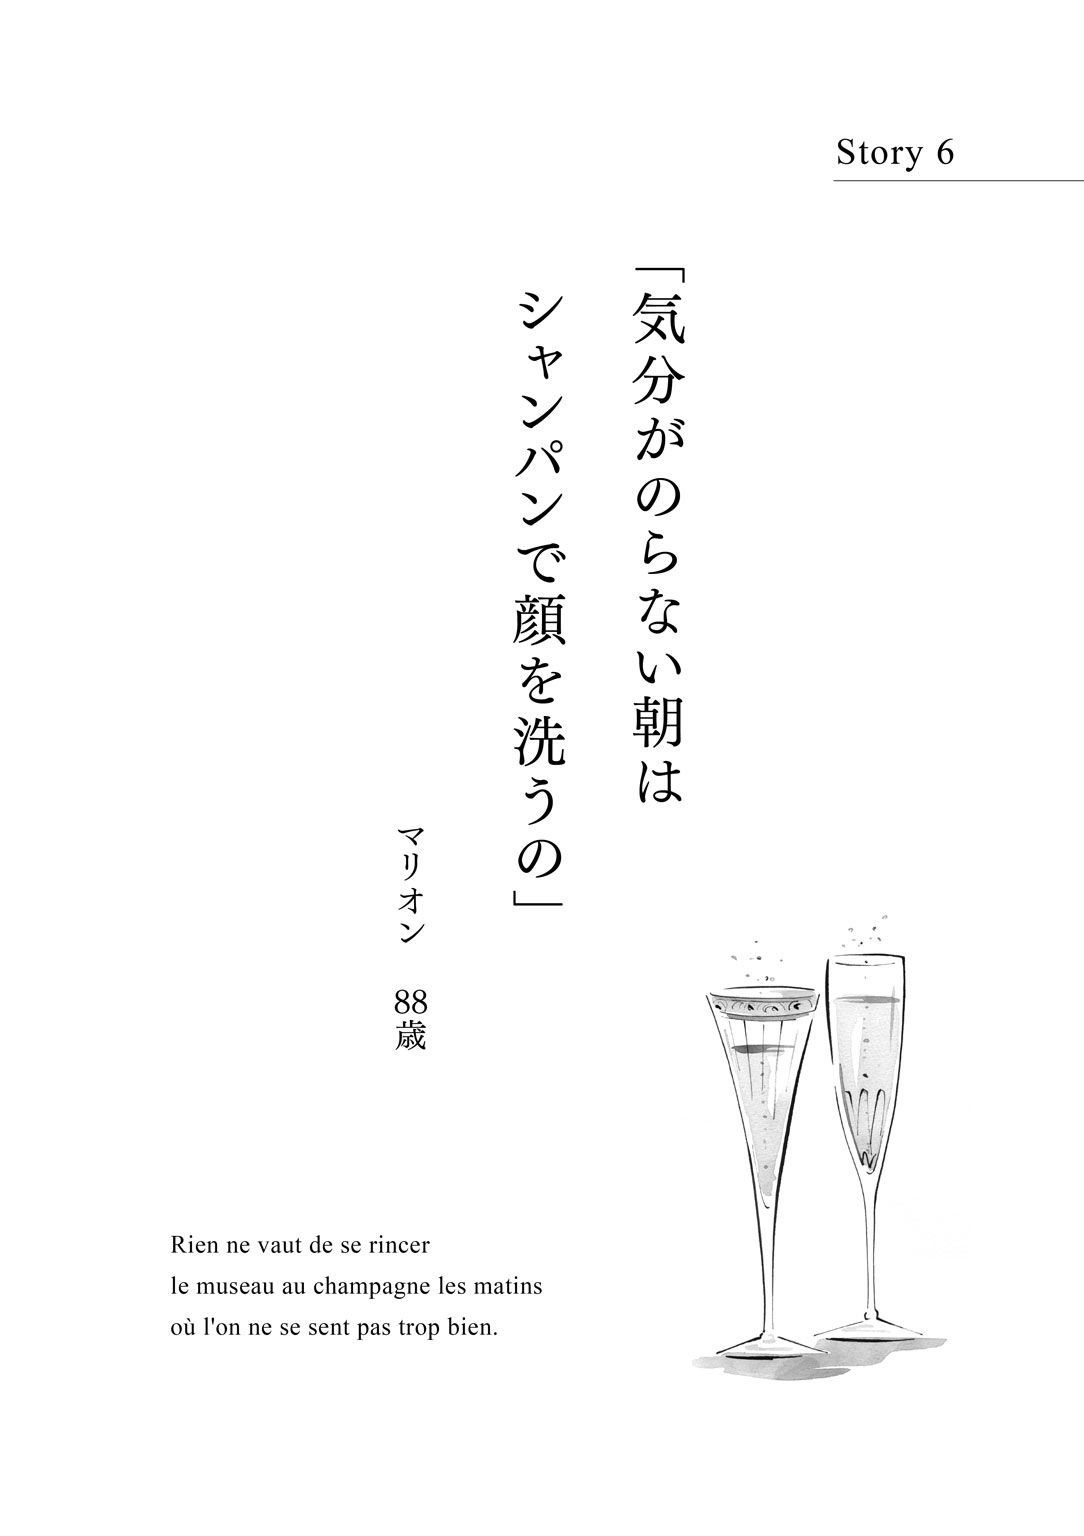 Story 6
「気分がのらない朝は
シャンパンで顔を洗うの」
マリオン　88歳
Rien ne vaut de se rincer
le museau au champagne les matins
où l'on ne se sent pas trop bien.